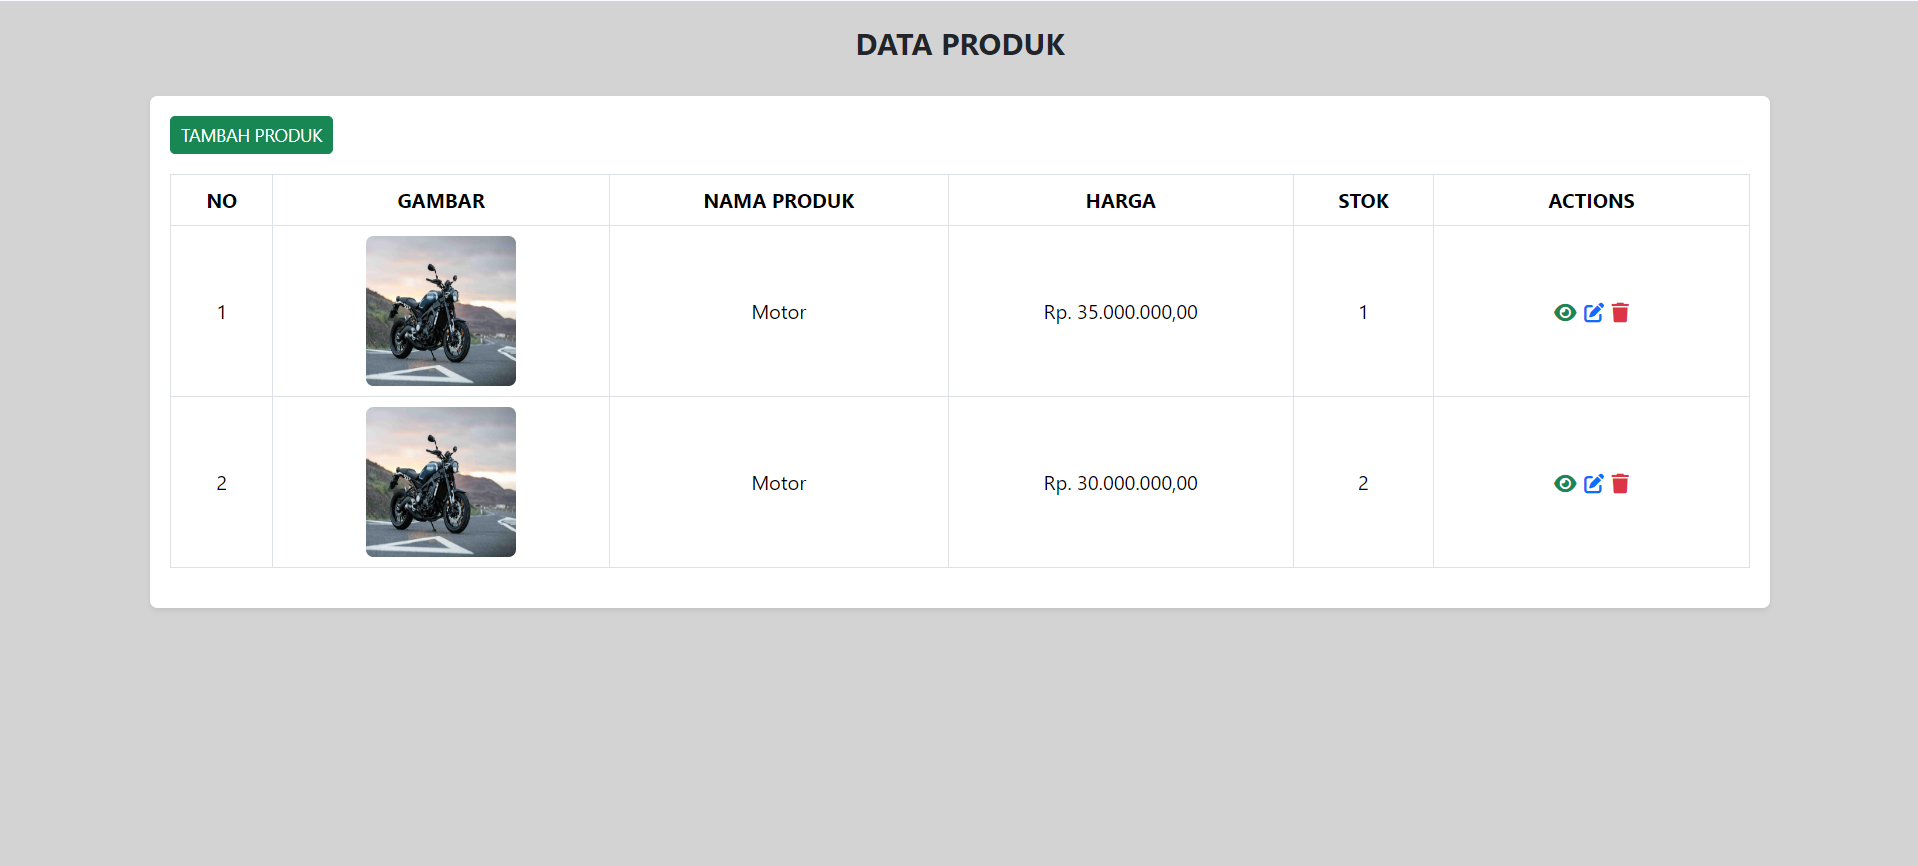 DATA PRODUK
TAMBAH PRODUK
NO GAMBAR NAMA PRODUK HARGA STOK ACTIONS
1 Motor Rp. 35.000.000,00 1
2 Motor Rp. 30.000.000,00 2